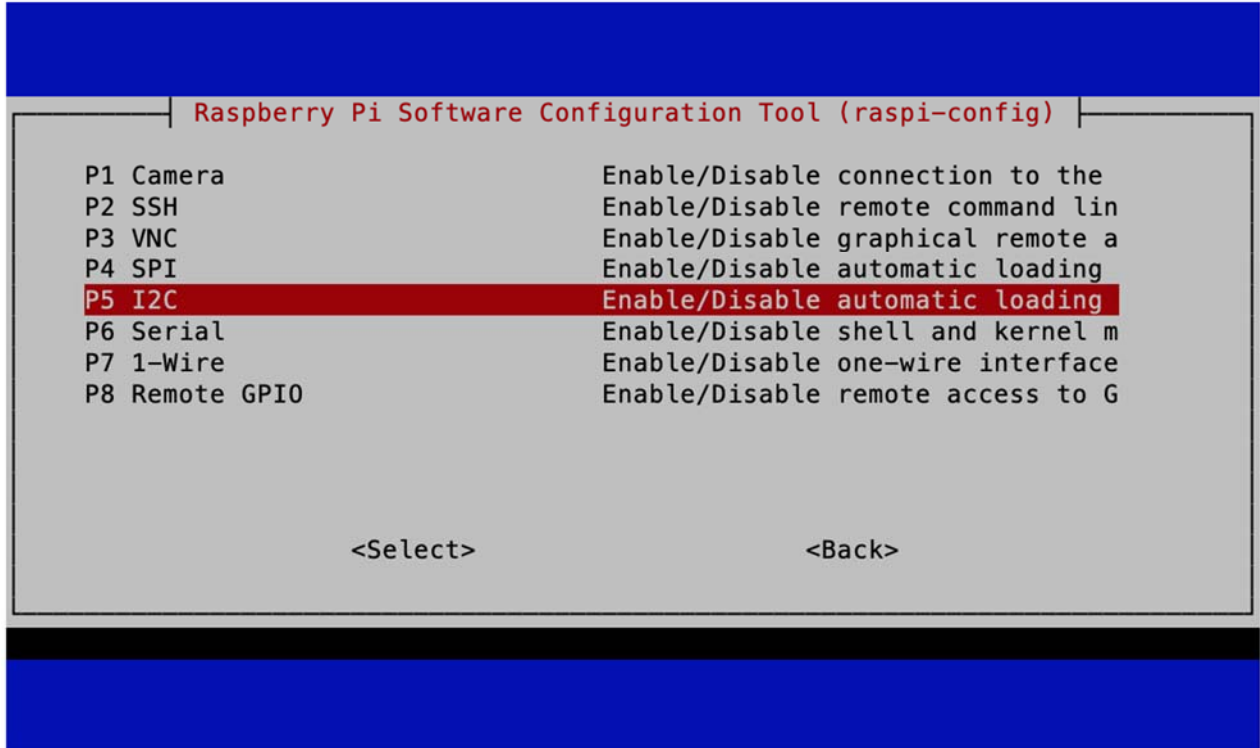 Raspberry Pi Software Configuration Tool (raspi-config)
P1 Camera Enable/Disable connection to the
P2 SSH Enable/Disable remote command lin
P3 VNC Enable/Disable graphical remote a
P4 SPI Enable/Disable automatic loading
P5 I2C Enable/Disable automatic loading
P6 Serial Enable/Disable shell and kernel m
P7 1-Wire Enable/Disable one-wire interface
P8 Remote GPIO Enable/Disable remote access to G
<Select> <Back>